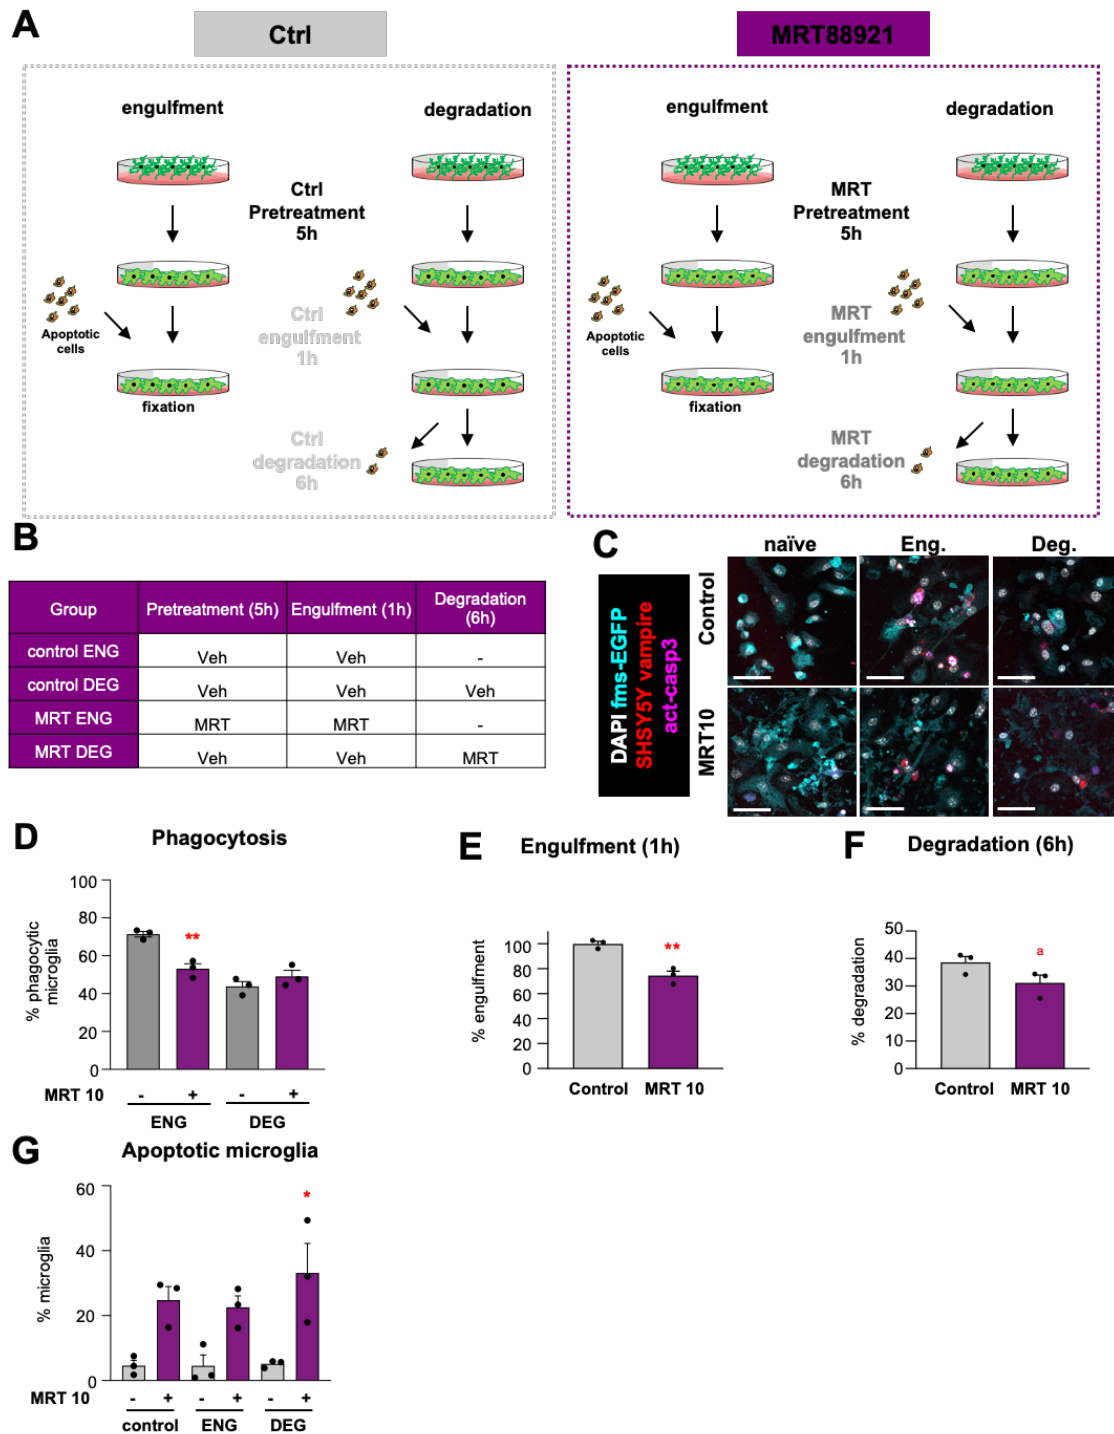 A
Ctrl
MRT88921
engulfment
degradation
Ctrl
Pretreatment
5h
Apoptotic
cells
Ctrl
engulfment
1h
fixation
Ctrl
degradation
6h
engulfment
degradation
MRT
Pretreatment
5h
Apoptotic
cells
MRT
engulfment
1h
fixation
MRT
degradation
6h
B
Group Pretreatment (5h) Engulfment (1h) Degradation (6h)
control ENG Veh Veh -
control DEG Veh Veh Veh
MRT ENG MRT MRT -
MRT DEG Veh Veh MRT
C
naïve Eng. Deg.
DAPI fms-EGFP
SHSY5Y vampire
act-casp3
Control
MRT10
D
Phagocytosis
% phagocytic
microglia
100
80
60
40
20
0
**
MRT 10 - + - +
ENG DEG
E
Engulfment (1h)
% engulfment
100
80
60
40
20
0
**
Control MRT 10
F
Degradation (6h)
% degradation
50
40
30
20
10
0
a
Control MRT 10
G
Apoptotic microglia
% microglia
60
40
20
0
*
MRT 10 - + - + - +
control ENG DEG